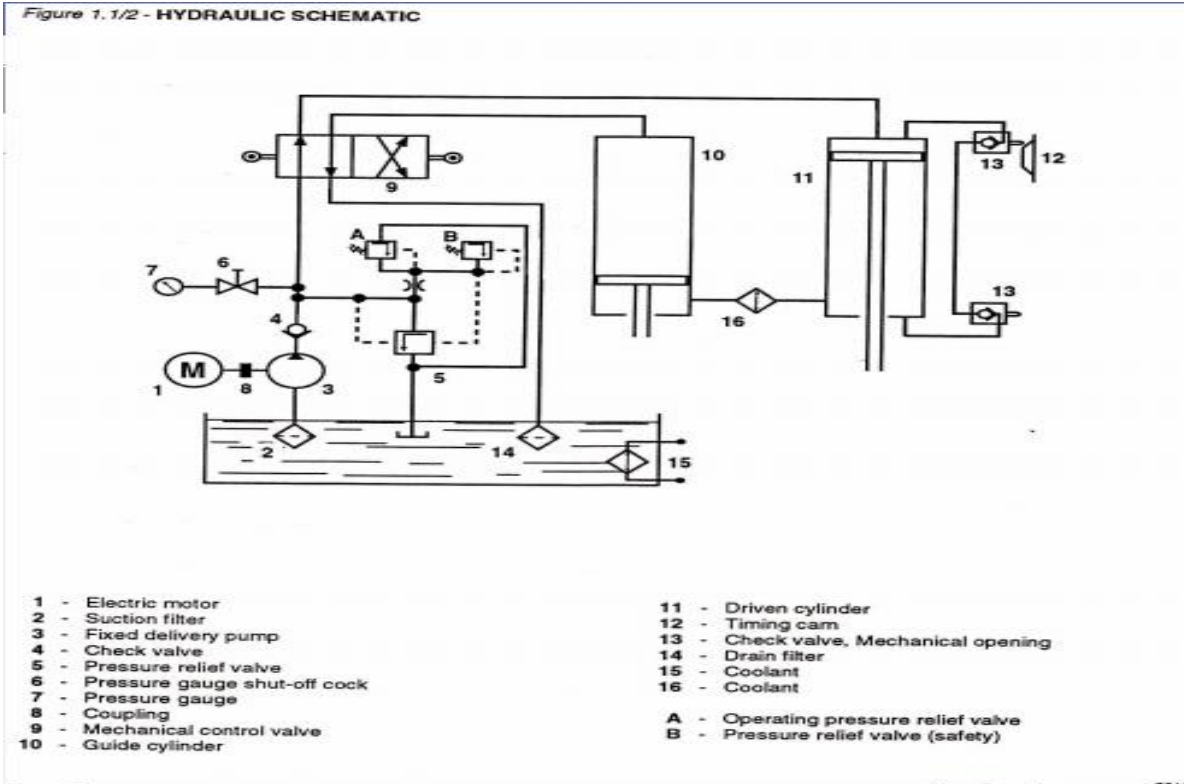 Figure 1.1/2 - HYDRAULIC SCHEMATIC
10
13
12
11
9
A
B
7
6
13
4
16
M
1
8
3
5
2
14
15
1 - Electric motor
2 - Suction filter
3 - Fixed delivery pump
4 - Check valve
5 - Pressure relief valve
6 - Pressure gauge shut-off cock
7 - Pressure gauge
8 - Coupling
9 - Mechanical control valve
10 - Guide cylinder
11 - Driven cylinder
12 - Timing cam
13 - Check valve, Mechanical opening
14 - Drain filter
15 - Coolant
16 - Coolant
A - Operating pressure relief valve
B - Pressure relief valve (safety)